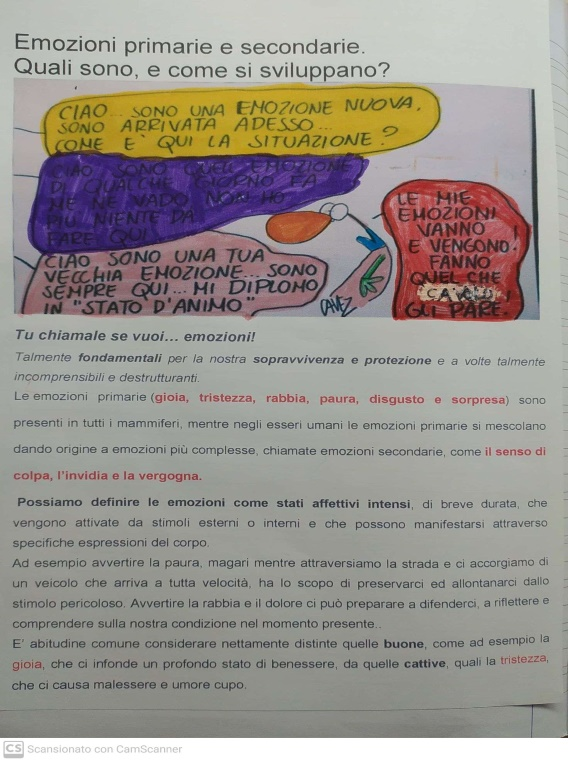 Emozioni primarie e secondarie.
Quali sono, e come si sviluppano?
CIAO... SONO UNA EMOZIONE NUOVA.
SONO ARRIVATA ADESSO...
COME E' QUI LA SITUAZIONE?
CIAO SONO QUELL'EMOZIONE
DI QUALCHE GIORNO FA
ME NE VADO NON HO
PIU' NIENTE DA
FARE QUI
CIAO SONO UNA TUA
VECCHIA EMOZIONE... SONO
SEMPRE QUI... MI DIPLOMO
IN "STATO D'ANIMO"
LE MIE
EMOZIONI
VANNO
E VENGONO.
FANNO
QUEL CHE
CAVOLO
GLI PARE.
CAVEZ
Tu chiamale se vuoi... emozioni!
Talmente fondamentali per la nostra sopravvivenza e protezione e a volte talmente
incomprensibili e destrutturanti.
Le emozioni primarie (gioia, tristezza, rabbia, paura, disgusto e sorpresa) sono
presenti in tutti i mammiferi, mentre negli esseri umani le emozioni primarie si mescolano
dando origine a emozioni più complesse, chiamate emozioni secondarie, come il senso di
colpa, l'invidia e la vergogna.
Possiamo definire le emozioni come stati affettivi intensi, di breve durata, che
vengono attivate da stimoli esterni o interni e che possono manifestarsi attraverso
specifiche espressioni del corpo.
Ad esempio avvertire la paura, magari mentre attraversiamo la strada e ci accorgiamo di
un veicolo che arriva a tutta velocità, ha lo scopo di preservarci ed allontanarci dallo
stimolo pericoloso. Avvertire la rabbia e il dolore ci può preparare a difenderci, a riflettere e
comprendere sulla nostra condizione nel momento presente..
E' abitudine comune considerare nettamente distinte quelle buone, come ad esempio la
gioia, che ci infonde un profondo stato di benessere, da quelle cattive, quali la tristezza,
che ci causa malessere e umore cupo.
CS Scansionato con CamScanner